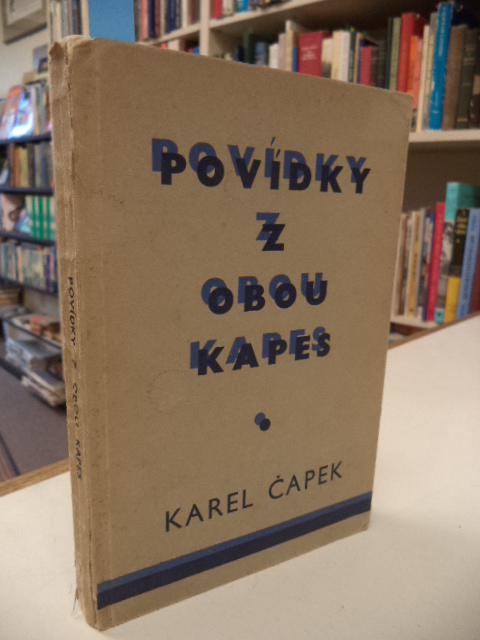 POVÍDKY
Z
OBOU
KAPES
KAREL ČAPEK
POVÍDKY Z OBOU KAPES